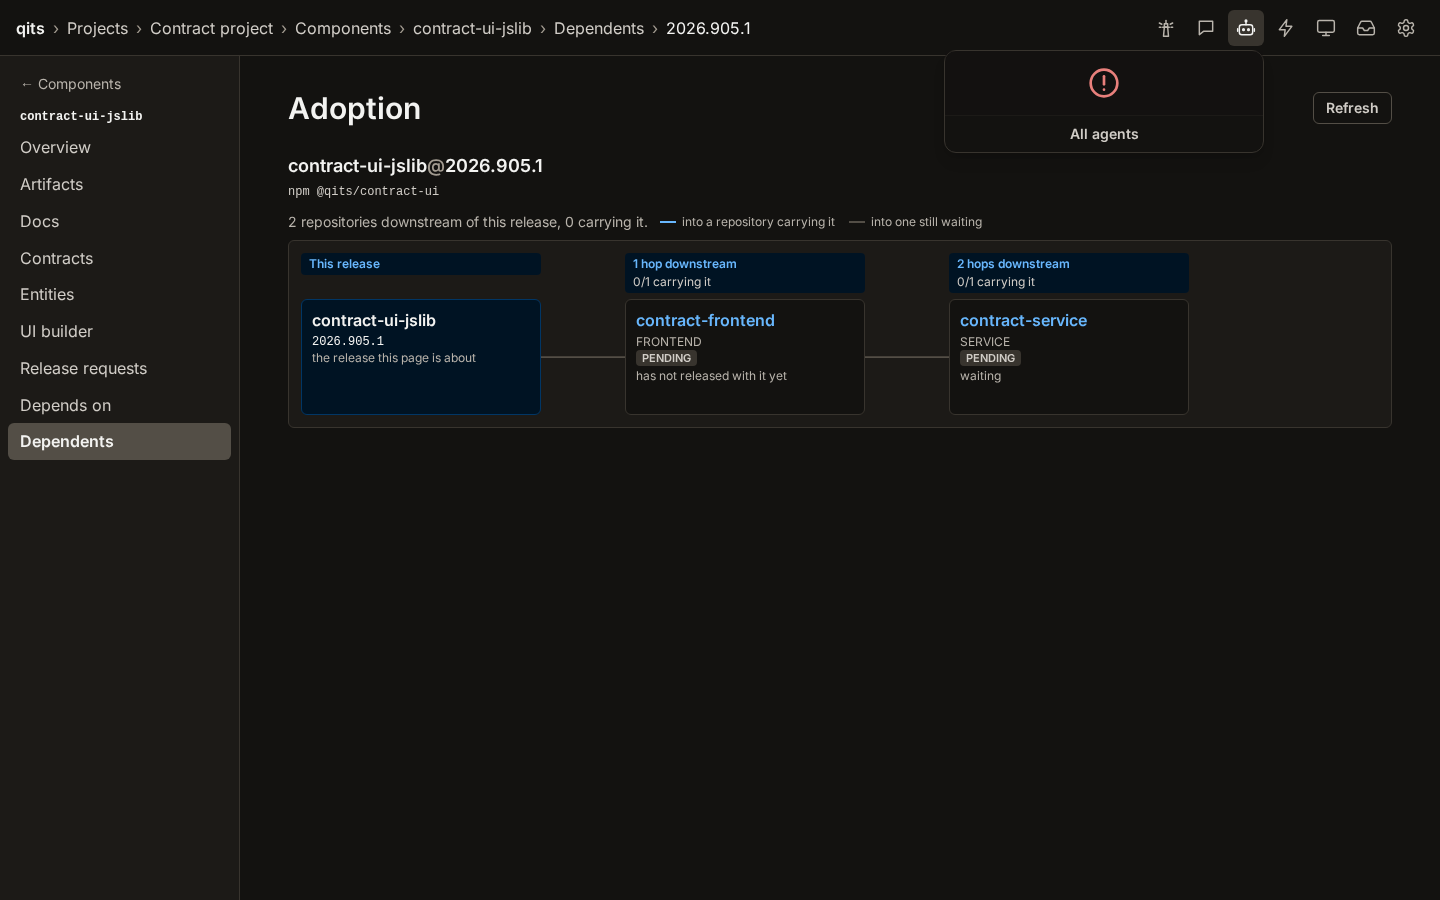 qits › Projects › Contract project › Components › contract-ui-jslib › Dependents › 2026.905.1
← Components
contract-ui-jslib
Overview
Artifacts
Docs
Contracts
Entities
UI builder
Release requests
Depends on
Dependents
Adoption
All agents
Refresh
contract-ui-jslib@2026.905.1
npm @qits/contract-ui
2 repositories downstream of this release, 0 carrying it. into a repository carrying it into one still waiting
This release
contract-ui-jslib
2026.905.1
the release this page is about
1 hop downstream
0/1 carrying it
contract-frontend
FRONTEND
PENDING
has not released with it yet
2 hops downstream
0/1 carrying it
contract-service
SERVICE
PENDING
waiting